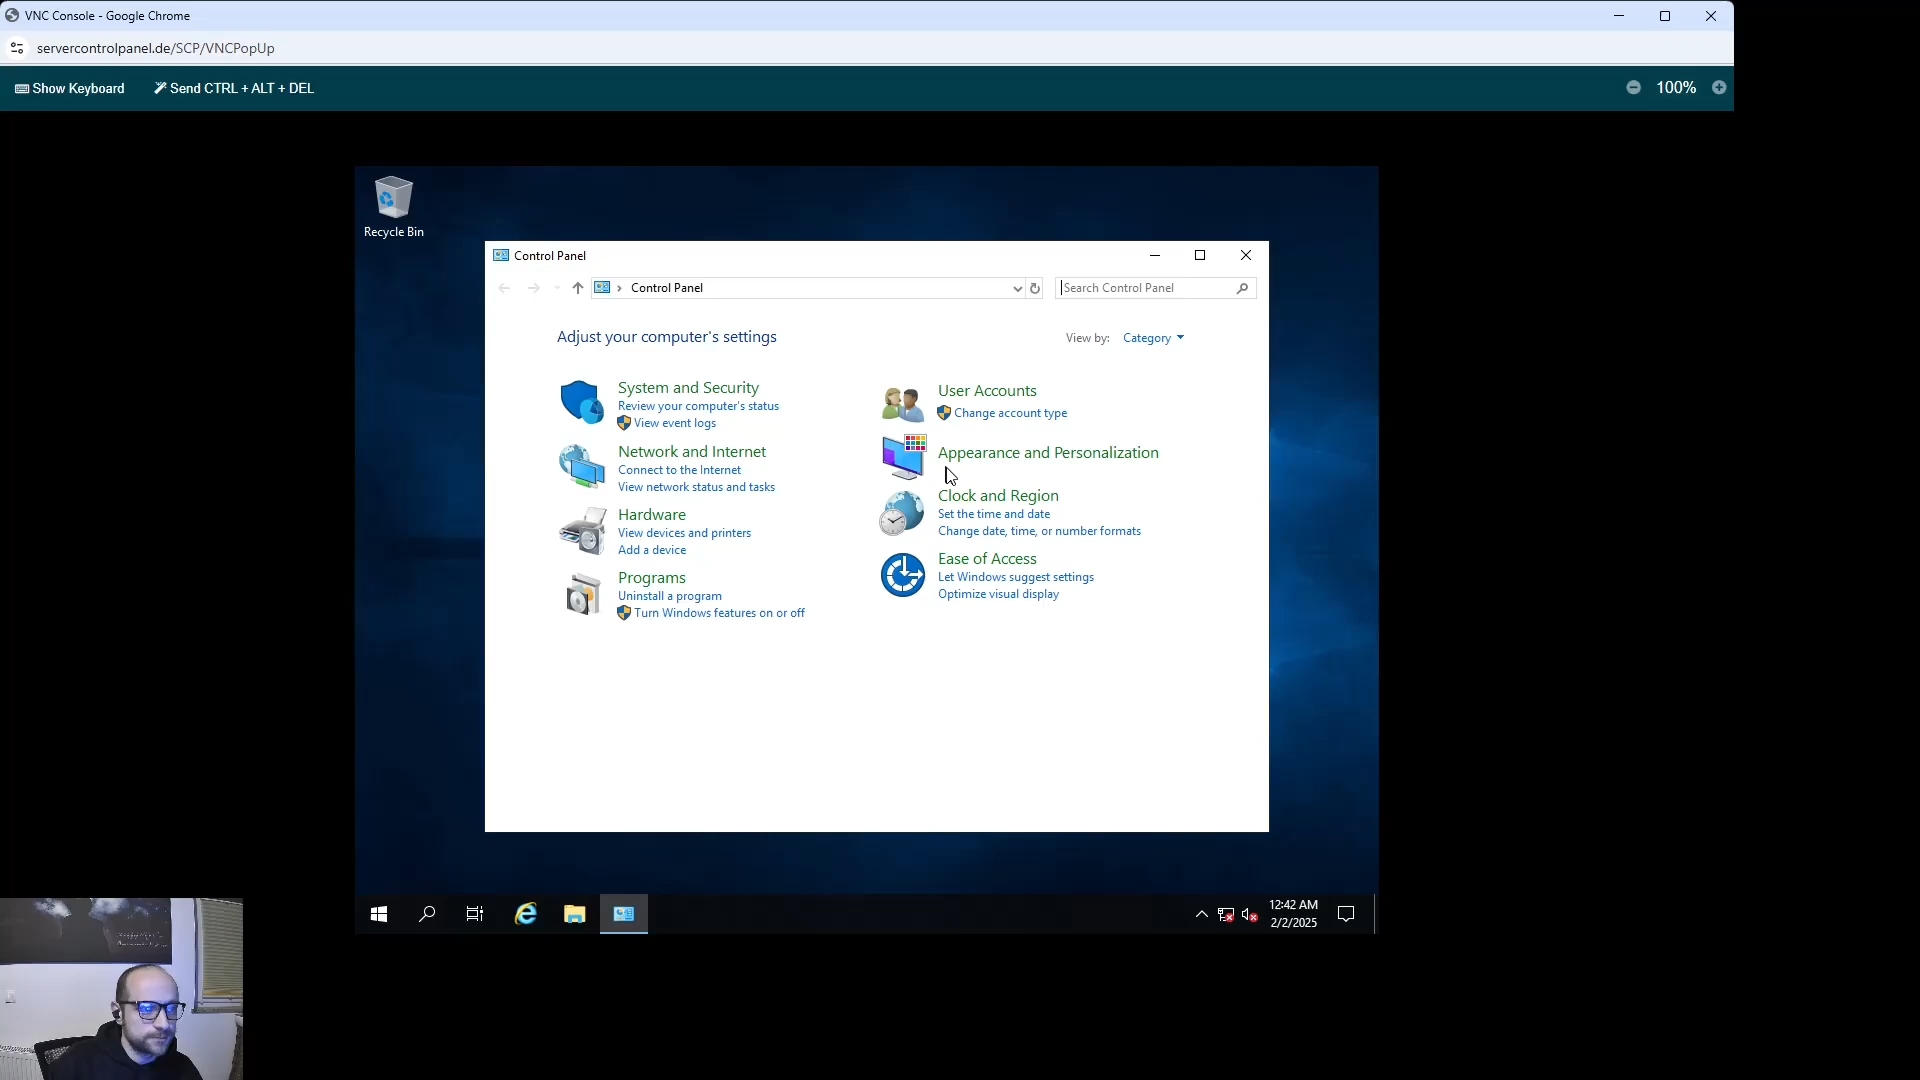 VNC Console - Google Chrome
servercontrolpanel.de/SCP/VNCPopUp
Show Keyboard
Send CTRL + ALT + DEL
100%
Recycle Bin
Control Panel
Control Panel
Search Control Panel
Adjust your computer's settings
View by:
Category
System and Security
Review your computer's status
View event logs
Network and Internet
Connect to the Internet
View network status and tasks
Hardware
View devices and printers
Add a device
Programs
Uninstall a program
Turn Windows features on or off
User Accounts
Change account type
Appearance and Personalization
Clock and Region
Set the time and date
Change date, time, or number formats
Ease of Access
Let Windows suggest settings
Optimize visual display
12:42 AM
2/2/2025